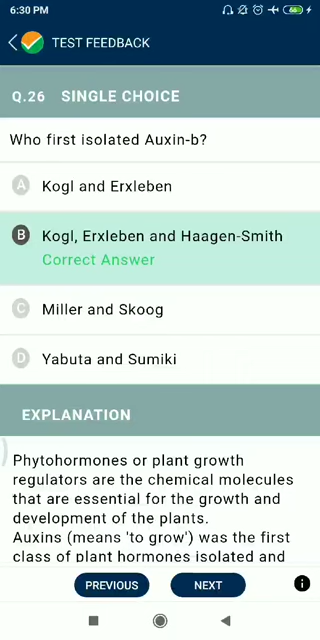 6:30 PM
66
TEST FEEDBACK
Q.26 SINGLE CHOICE
Who first isolated Auxin-b?
A Kogl and Erxleben
B Kogl, Erxleben and Haagen-Smith
Correct Answer
C Miller and Skoog
D Yabuta and Sumiki
EXPLANATION
Phytohormones or plant growth
regulators are the chemical molecules
that are essential for the growth and
development of the plants.
Auxins (means 'to grow') was the first
class of plant hormones isolated and
PREVIOUS NEXT